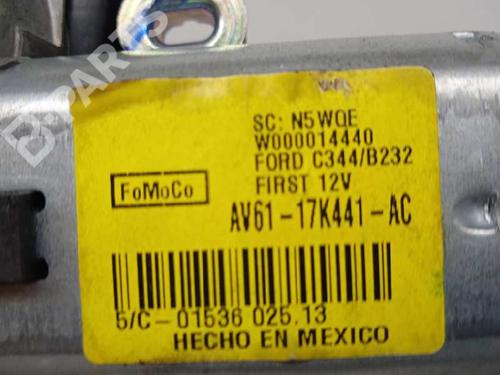 SC: N5WQE
W000014440
FORD C344/B232
FIRST 12V
FoMoCo
AV61-17K441-AC
5/C-01536 025.13
HECHO EN MEXICO
B-PARTS